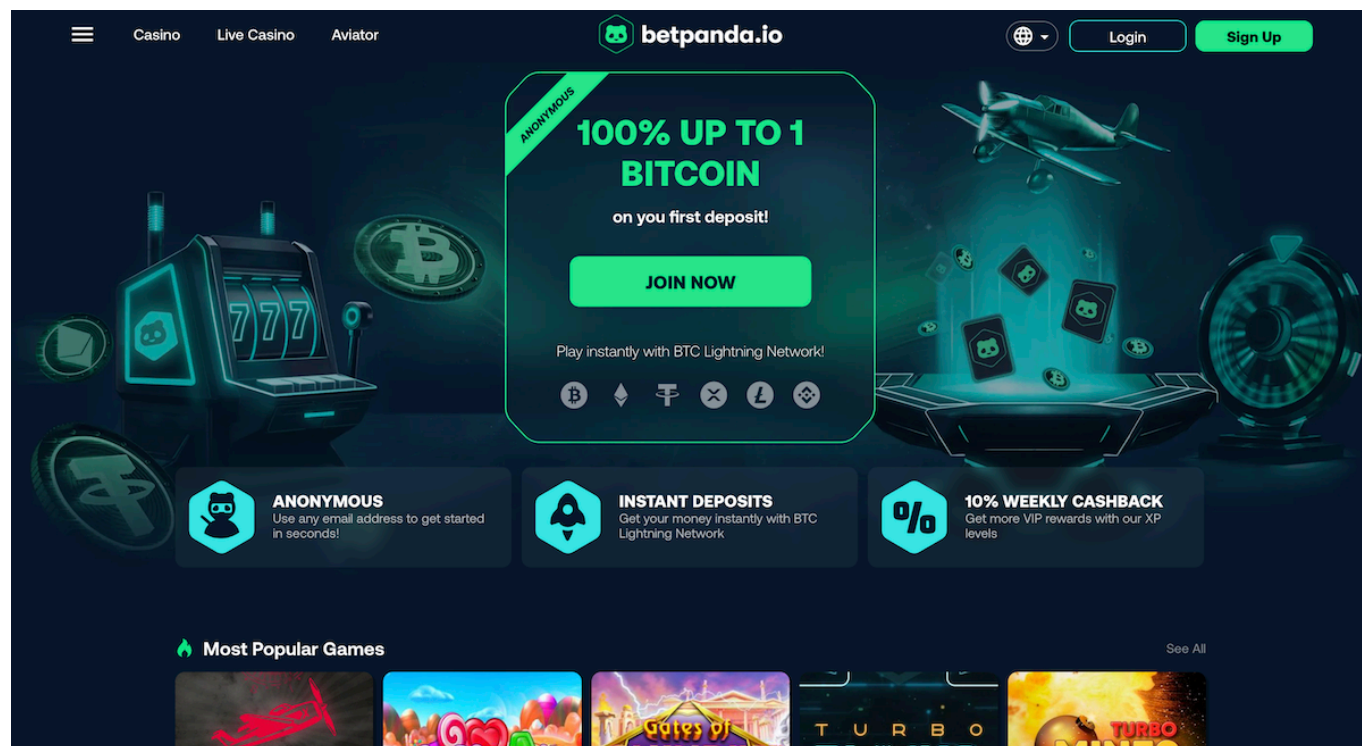 Casino
Live Casino
Aviator
betpanda.io
Login
Sign Up
ANONYMOUS
100% UP TO 1
BITCOIN
on you first deposit!
JOIN NOW
Play instantly with BTC Lightning Network!
777
ANONYMOUS
Use any email address to get started
in seconds!
INSTANT DEPOSITS
Get your money instantly with BTC
Lightning Network
%
10% WEEKLY CASHBACK
Get more VIP rewards with our XP
levels
Most Popular Games
See All
Gates of
TURBO
TURBO
MINES